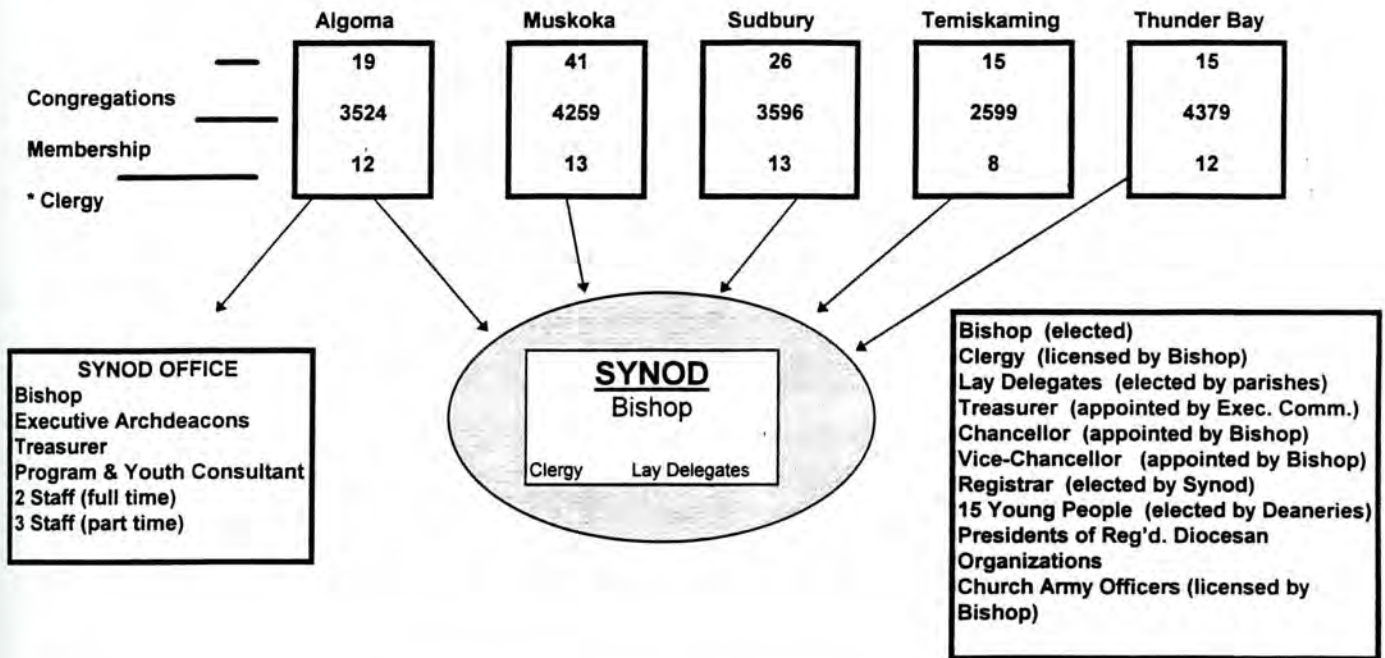 Algoma Muskoka Sudbury Temiskaming Thunder Bay
19 41 26 15 15
Congregations
3524 4259 3596 2599 4379
Membership
12 13 13 8 12
* Clergy
SYNOD OFFICE
Bishop
Executive Archdeacons
Treasurer
Program & Youth Consultant
2 Staff (full time)
3 Staff (part time)
SYNOD
Bishop
Clergy Lay Delegates
Bishop (elected)
Clergy (licensed by Bishop)
Lay Delegates (elected by parishes)
Treasurer (appointed by Exec. Comm.)
Chancellor (appointed by Bishop)
Vice-Chancellor (appointed by Bishop)
Registrar (elected by Synod)
15 Young People (elected by Deaneries)
Presidents of Reg'd. Diocesan
Organizations
Church Army Officers (licensed by
Bishop)